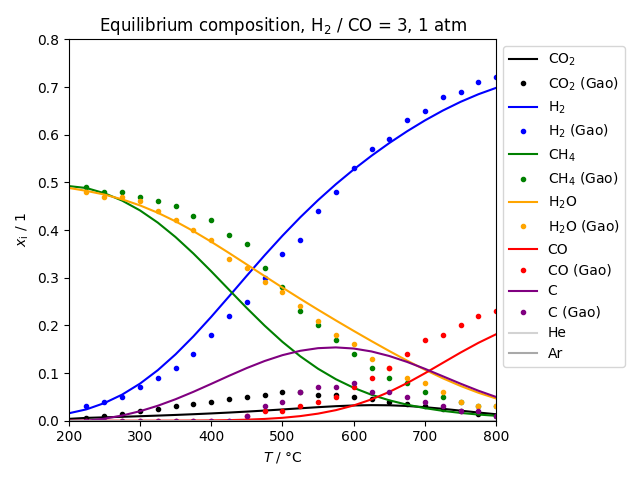 Equilibrium composition, H₂ / CO = 3, 1 atm
0.8
0.7
0.6
0.5
0.4
0.3
0.2
0.1
0.0
xᵢ / 1
200
300
400
500
600
700
800
T / °C
CO₂
CO₂ (Gao)
H₂
H₂ (Gao)
CH₄
CH₄ (Gao)
H₂O
H₂O (Gao)
CO
CO (Gao)
C
C (Gao)
He
Ar